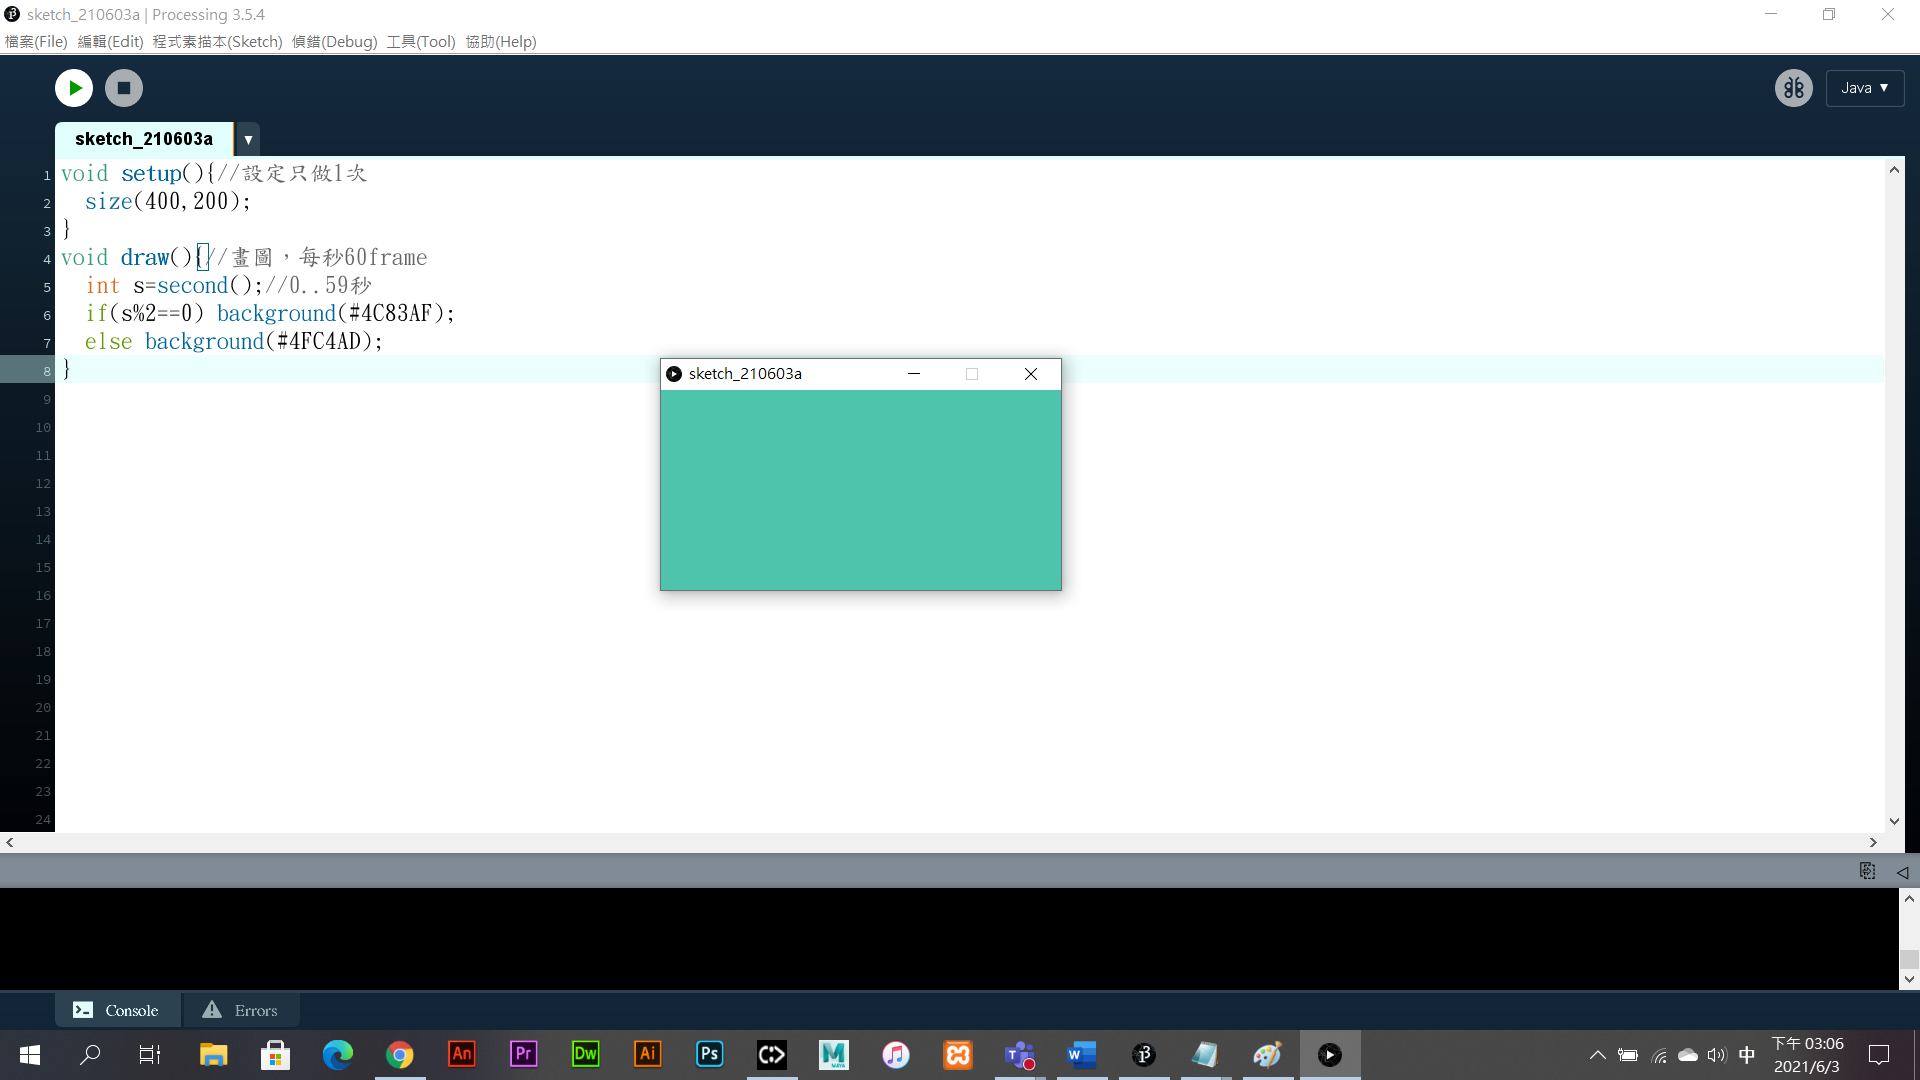 sketch_210603a | Processing 3.5.4
檔案(File) 編輯(Edit) 程式素描本(Sketch) 偵錯(Debug) 工具(Tool) 協助(Help)
Java ▼
sketch_210603a ▼
1 void setup(){//設定只做1次
2 size(400,200);
3 }
4 void draw(){//畫圖，每秒60frame
5 int s=second();//0..59秒
6 if(s%2==0) background(#4C83AF);
7 else background(#4FC4AD);
8 }
sketch_210603a
9
10
11
12
13
14
15
16
17
18
19
20
21
22
23
24
Console Errors
An Pr Dw Ai Ps M MAYA T W 中 下午 03:06
2021/6/3